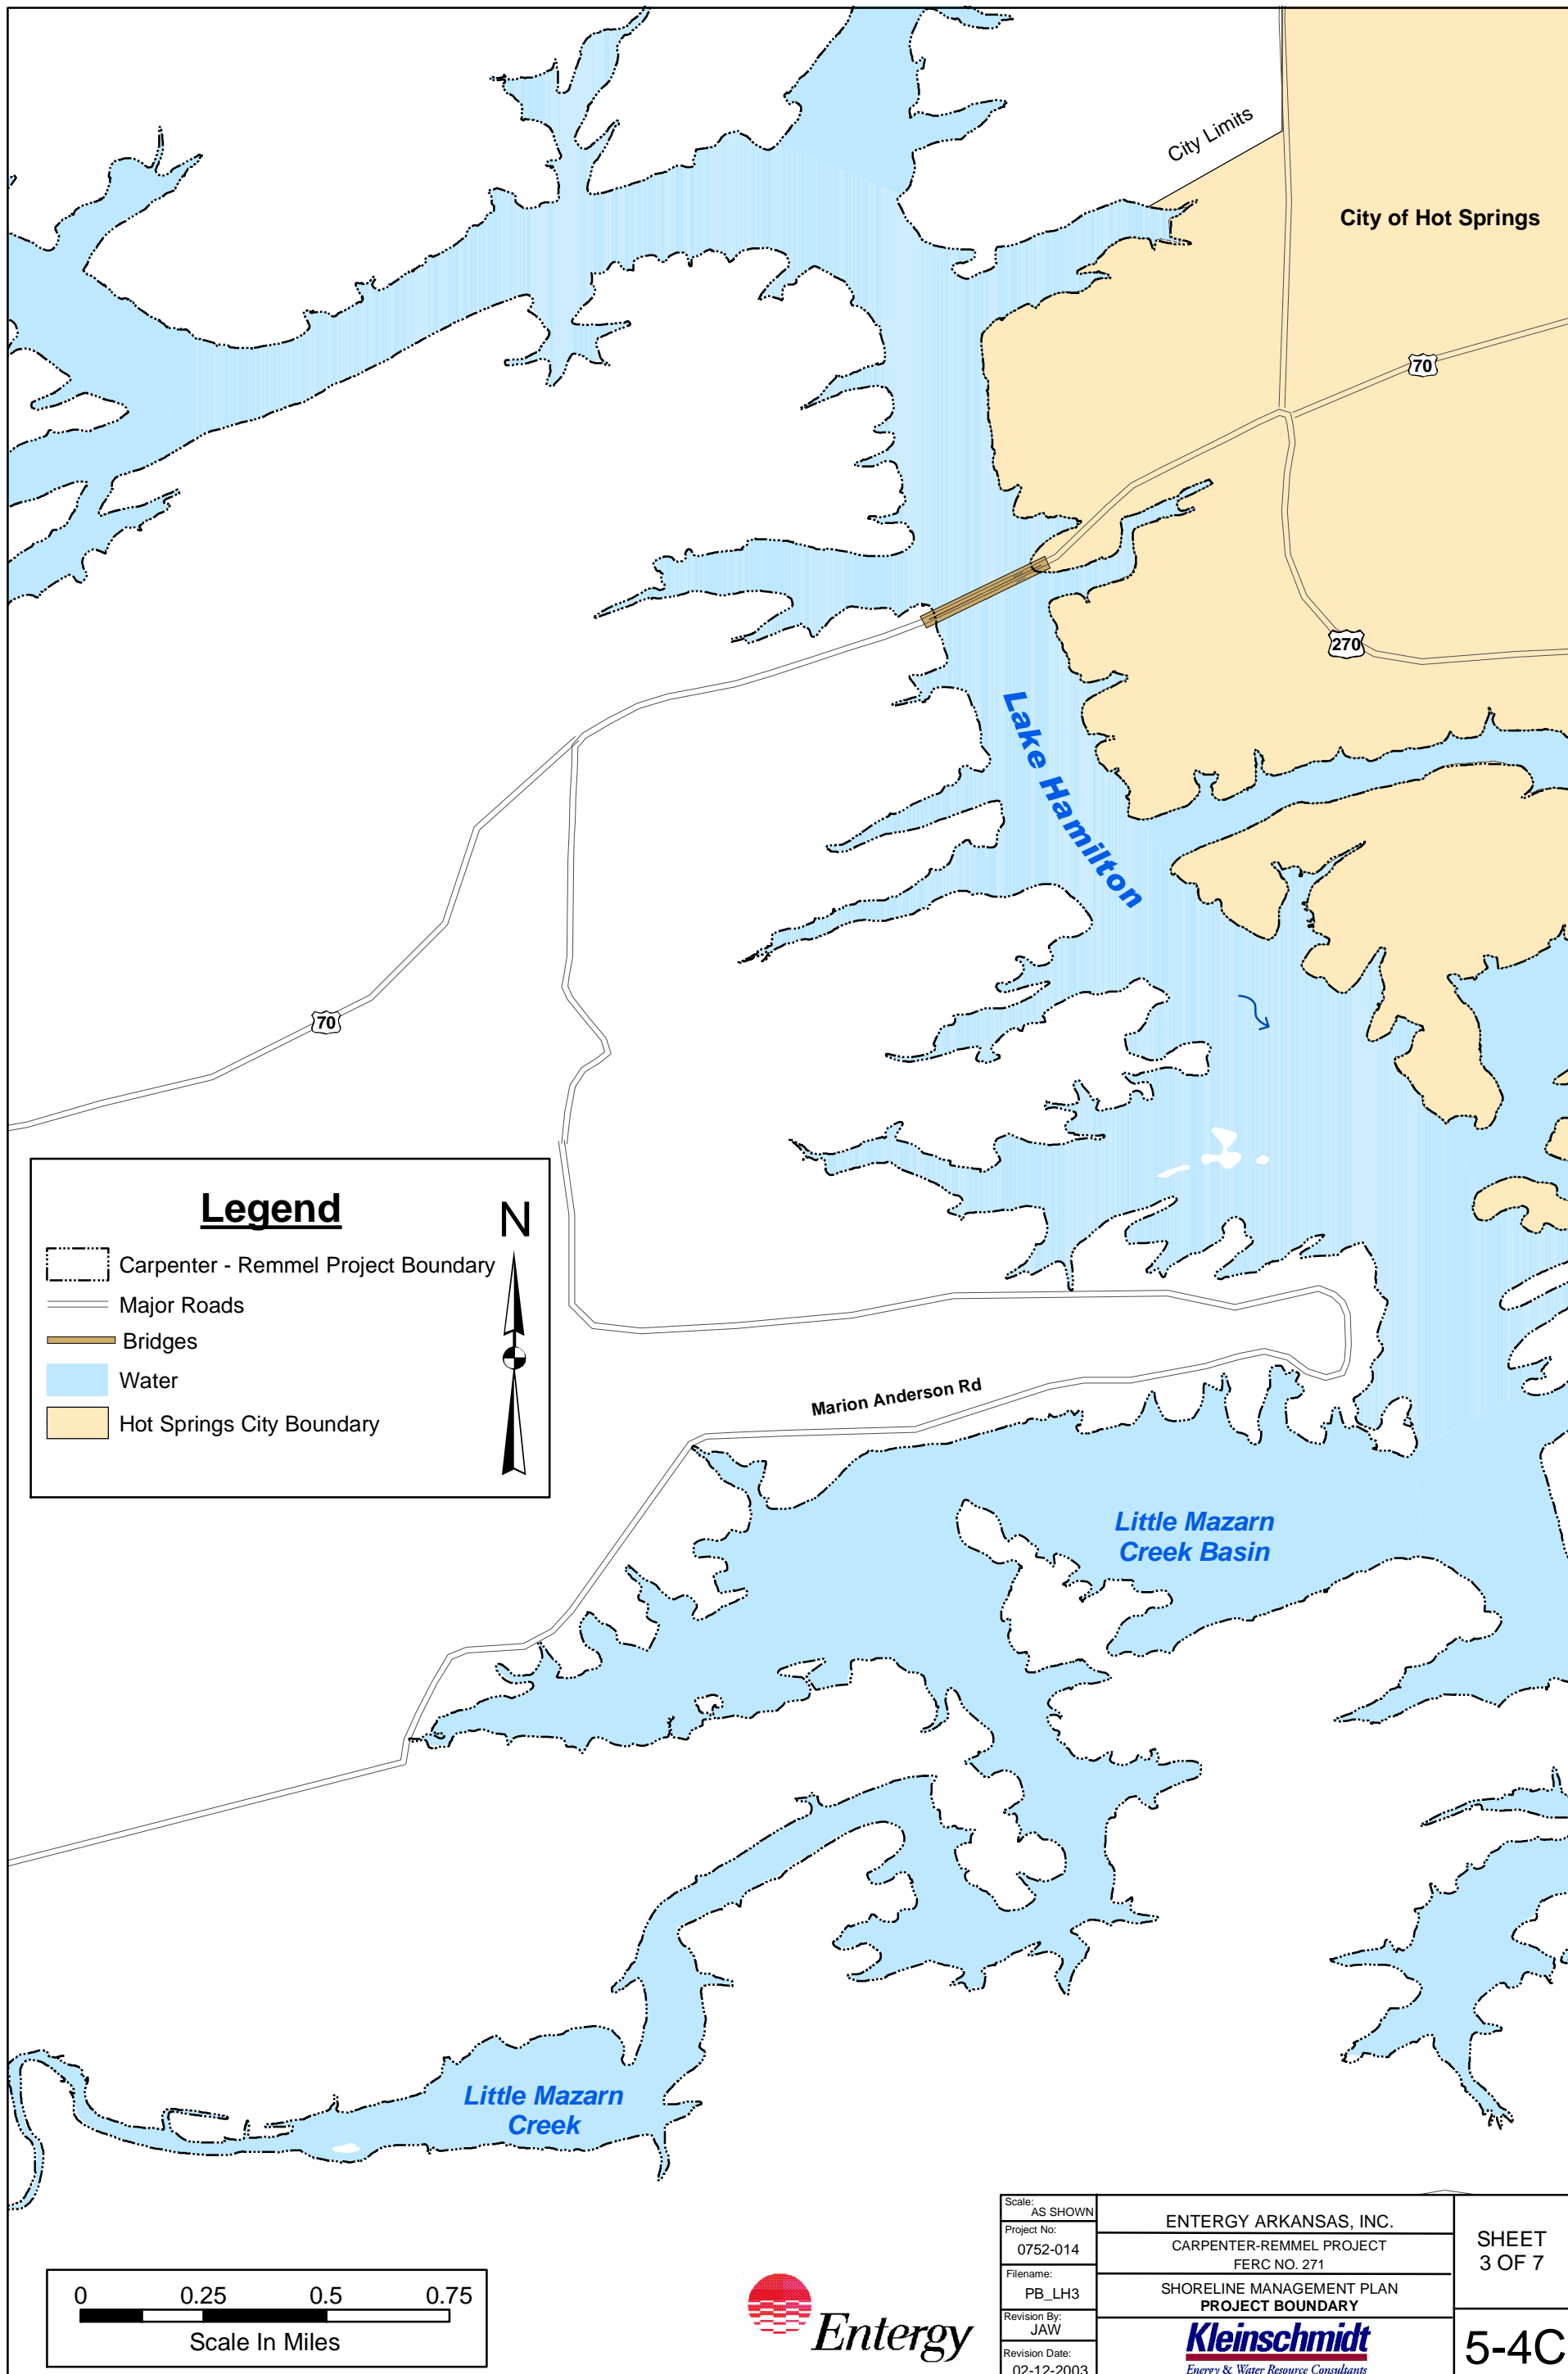 City Limits
City of Hot Springs
70
270
Lake Hamilton
70
Legend
N
Carpenter - Remmel Project Boundary
Major Roads
Bridges
Water
Hot Springs City Boundary
Marion Anderson Rd
Little Mazarn
Creek Basin
Little Mazarn
Creek
0 0.25 0.5 0.75
Scale In Miles
Entergy
Scale:
AS SHOWN
Project No:
0752-014
Filename:
PB_LH3
Revision By:
JAW
Revision Date:
02-12-2003
ENTERGY ARKANSAS, INC.
CARPENTER-REMMEL PROJECT
FERC NO. 271
SHORELINE MANAGEMENT PLAN
PROJECT BOUNDARY
Kleinschmidt
Energy & Water Resource Consultants
SHEET
3 OF 7
5-4C